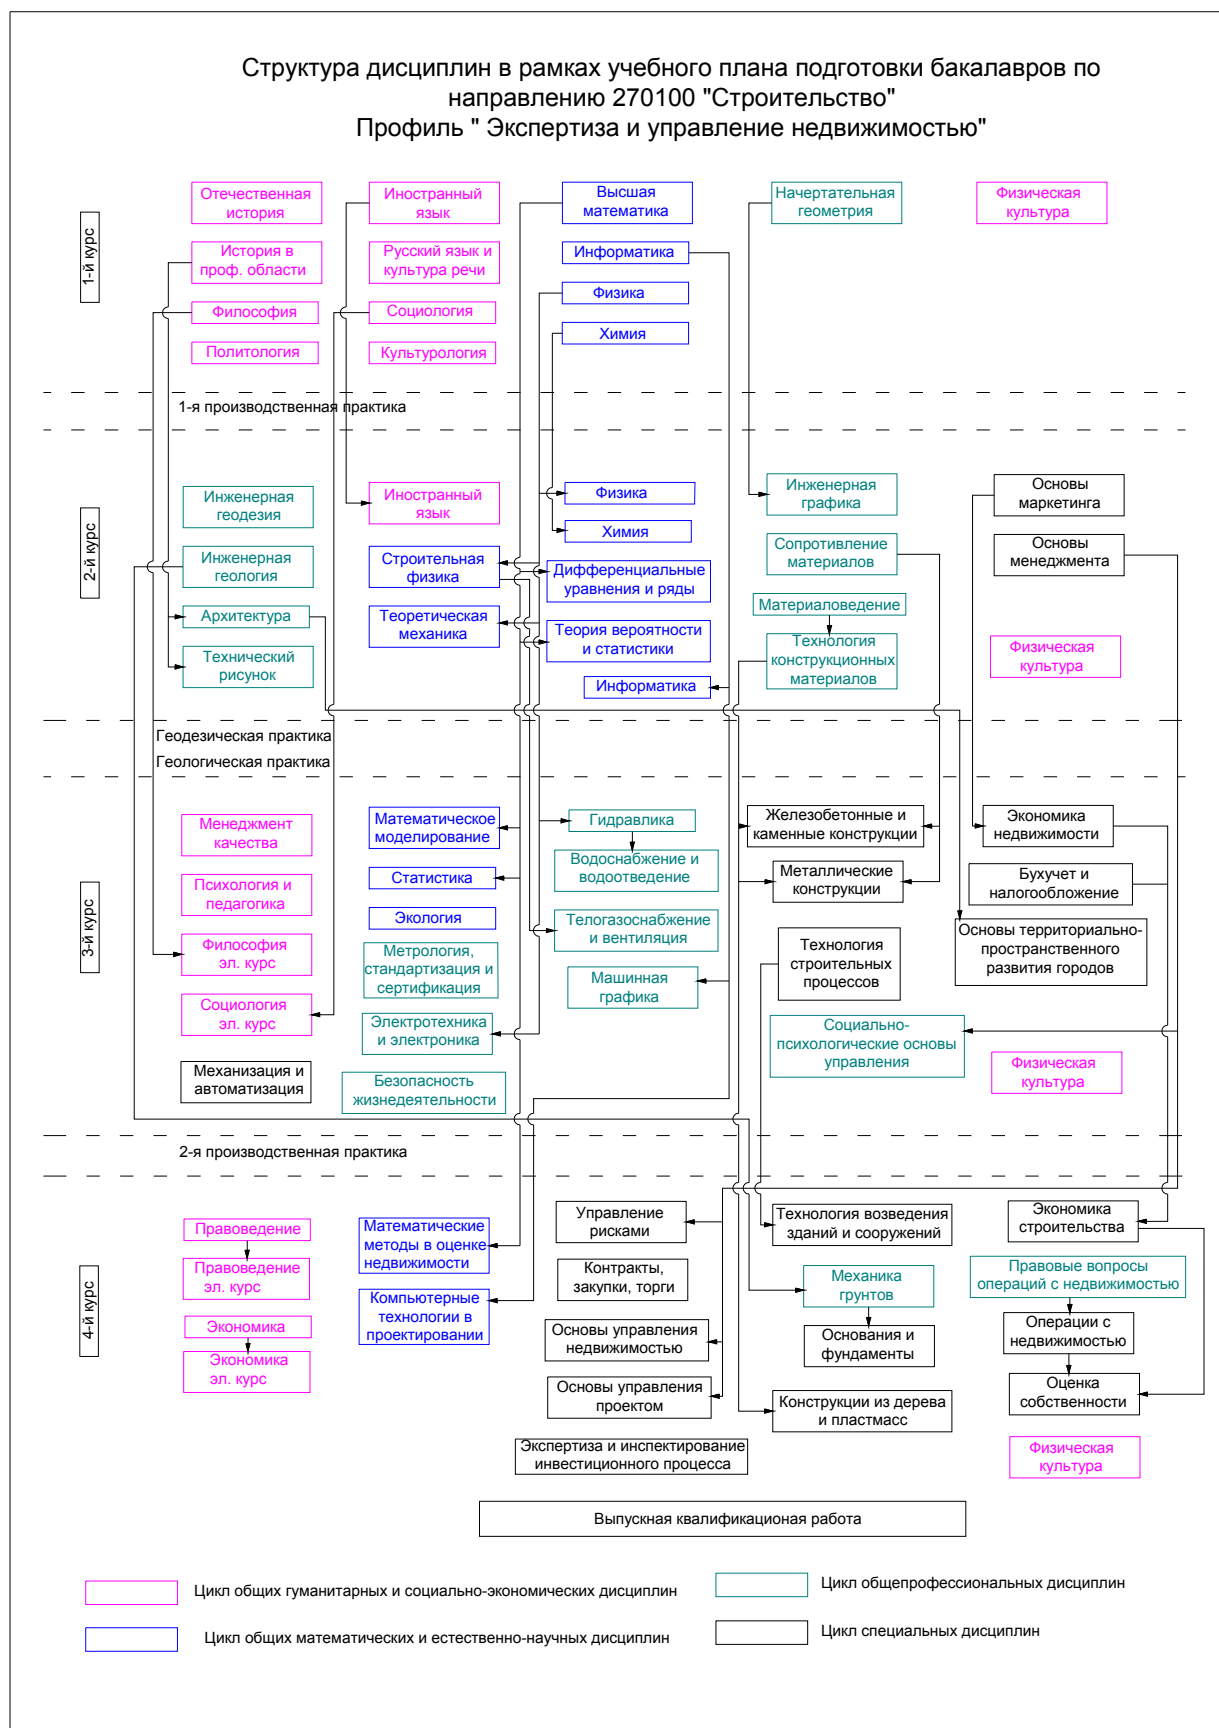 Структура дисциплин в рамках учебного плана подготовки бакалавров по
направлению 270100 "Строительство"
Профиль " Экспертиза и управление недвижимостью"
1-й курс
Отечественная
история
Иностранный
язык
Высшая
математика
Начертательная
геометрия
Физическая
культура
История в
проф. области
Русский язык и
культура речи
Информатика
Физика
Философия
Социология
Химия
Политология
Культурология
1-я производственная практика
2-й курс
Инженерная
геодезия
Иностранный
язык
Физика
Инженерная
графика
Основы
маркетинга
Химия
Инженерная
геология
Строительная
физика
Дифференциальные
уравнения и ряды
Сопротивление
материалов
Основы
менеджмента
Архитектура
Теоретическая
механика
Теория вероятности
и статистики
Материаловедение
Технический
рисунок
Технология
конструкционных
материалов
Физическая
культура
Информатика
Геодезическая практика
Геологическая практика
3-й курс
Менеджмент
качества
Математическое
моделирование
Гидравлика
Железобетонные и
каменные конструкции
Экономика
недвижимости
Водоснабжение и
водоотведение
Психология и
педагогика
Статистика
Металлические
конструкции
Бухучет и
налогообложение
Экология
Телогазоснабжение
и вентиляция
Философия
эл. курс
Метрология,
стандартизация и
сертификация
Технология
строительных
процессов
Основы территориально-
пространственного
развития городов
Машинная
графика
Социология
эл. курс
Электротехника
и электроника
Социально-
психологические основы
управления
Механизация и
автоматизация
Безопасность
жизнедеятельности
Физическая
культура
2-я производственная практика
4-й курс
Правоведение
Математические
методы в оценке
недвижимости
Управление
рисками
Технология возведения
зданий и сооружений
Экономика
строительства
Правоведение
эл. курс
Контракты,
закупки, торги
Механика
грунтов
Правовые вопросы
операций с недвижимостью
Экономика
Компьютерные
технологии в
проектировании
Основы управления
недвижимостью
Основания и
фундаменты
Операции с
недвижимостью
Экономика
эл. курс
Основы управления
проектом
Конструкции из дерева
и пластмасс
Оценка
собственности
Экспертиза и инспектирование
инвестиционного процесса
Физическая
культура
Выпускная квалификационая работа
Цикл общих гуманитарных и социально-экономических дисциплин
Цикл общепрофессиональных дисциплин
Цикл общих математических и естественно-научных дисциплин
Цикл специальных дисциплин